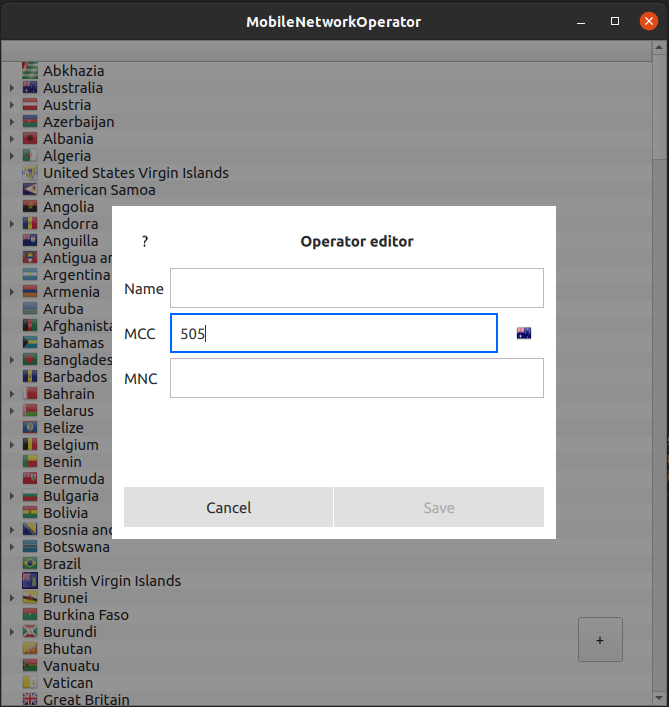 MobileNetworkOperator
Abkhazia
Australia
Austria
Azerbaijan
Albania
Algeria
United States Virgin Islands
American Samoa
Angolia
Andorra
Anguilla
Antigua ar
Argentina
Armenia
Aruba
Afghanista
Bahamas
Banglades
Barbados
Bahrain
Belarus
Belize
Belgium
Benin
Bermuda
Bulgaria
Bolivia
Bosnia and
Botswana
Brazil
British Virgin Islands
Brunei
Burkina Faso
Burundi
Bhutan
Vanuatu
Vatican
Great Britain
? Operator editor
Name
MCC 505
MNC
Cancel Save
+